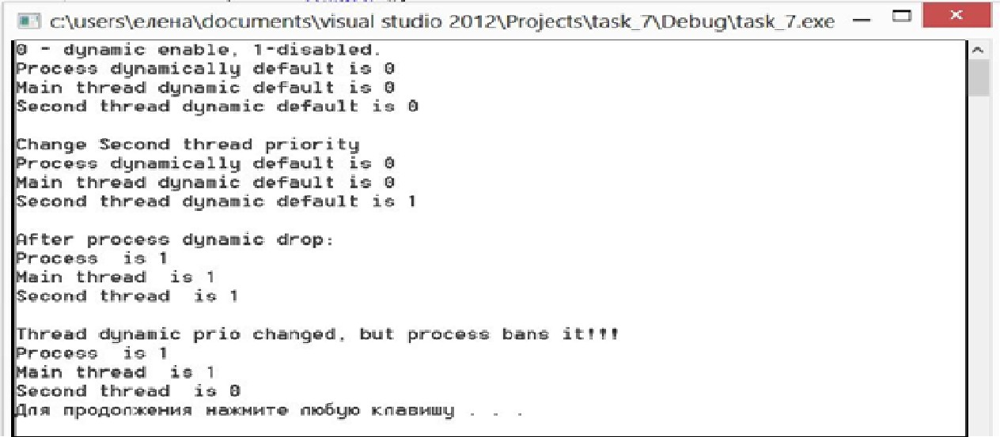 c:\users\елена\documents\visual studio 2012\Projects\task_7\Debug\task_7.exe
0 - dynamic enable, 1-disabled.
Process dynamically default is 0
Main thread dynamic default is 0
Second thread dynamic default is 0
Change Second thread priority
Process dynamically default is 0
Main thread dynamic default is 0
Second thread dynamic default is 1
After process dynamic drop:
Process  is 1
Main thread  is 1
Second thread  is 1
Thread dynamic prio changed, but process bans it!!!
Process  is 1
Main thread  is 1
Second thread  is 0
Для продолжения нажмите любую клавишу . . .